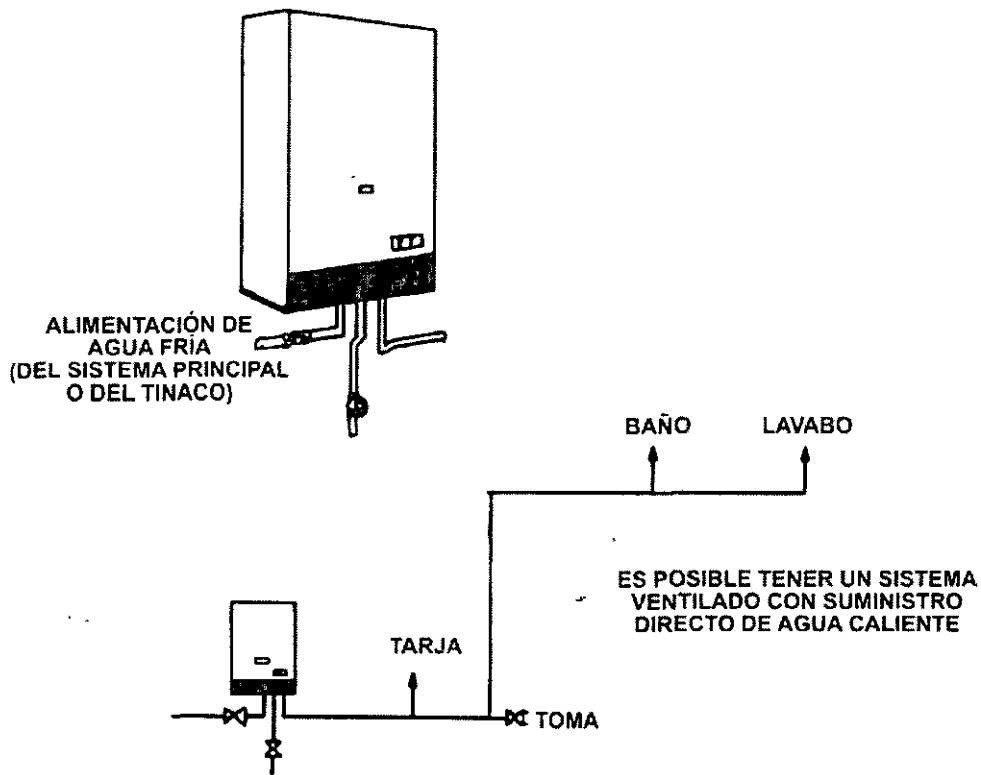 ALIMENTACIÓN DE
AGUA FRÍA
(DEL SISTEMA PRINCIPAL
O DEL TINACO)
BAÑO
LAVABO
ES POSIBLE TENER UN SISTEMA
VENTILADO CON SUMINISTRO
DIRECTO DE AGUA CALIENTE
TARJA
TOMA